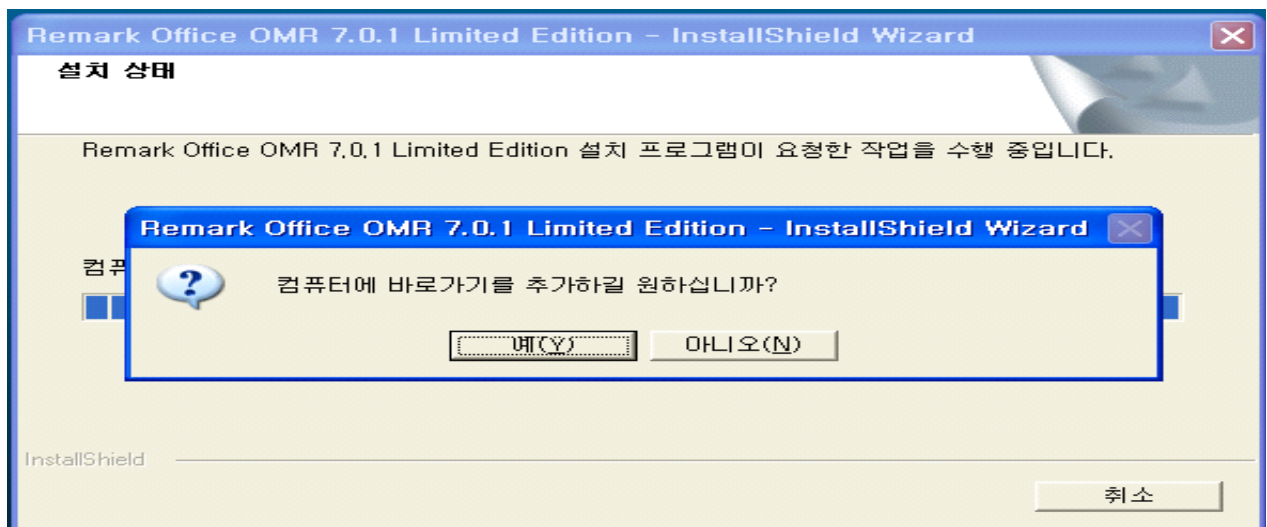 Remark Office OMR 7.0.1 Limited Edition - InstallShield Wizard
설치 상태
Remark Office OMR 7.0.1 Limited Edition 설치 프로그램이 요청한 작업을 수행 중입니다.
Remark Office OMR 7.0.1 Limited Edition - InstallShield Wizard
컴퓨터에 바로가기를 추가하길 원하십니까?
예(Y) 아니오(N)
InstallShield
취소